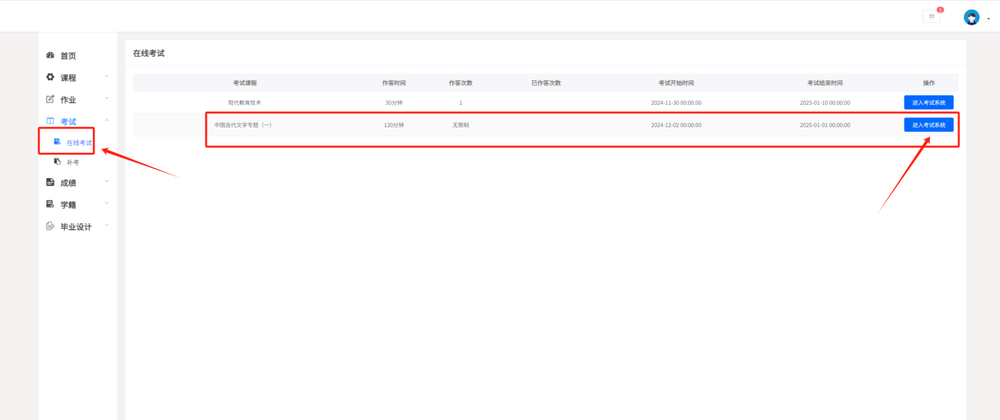 1
首页
课程
作业
考试
在线考试
补考
成绩
学籍
毕业设计
在线考试
考试课程 作答时间 作答次数 已作答次数 考试开始时间 考试结束时间 操作
现代教育技术 30分钟 1 2024-11-30 00:00:00 2025-01-10 00:00:00 进入考试系统
中国古代文学专题（一） 120分钟 无限制 2024-12-02 00:00:00 2025-01-01 00:00:00 进入考试系统